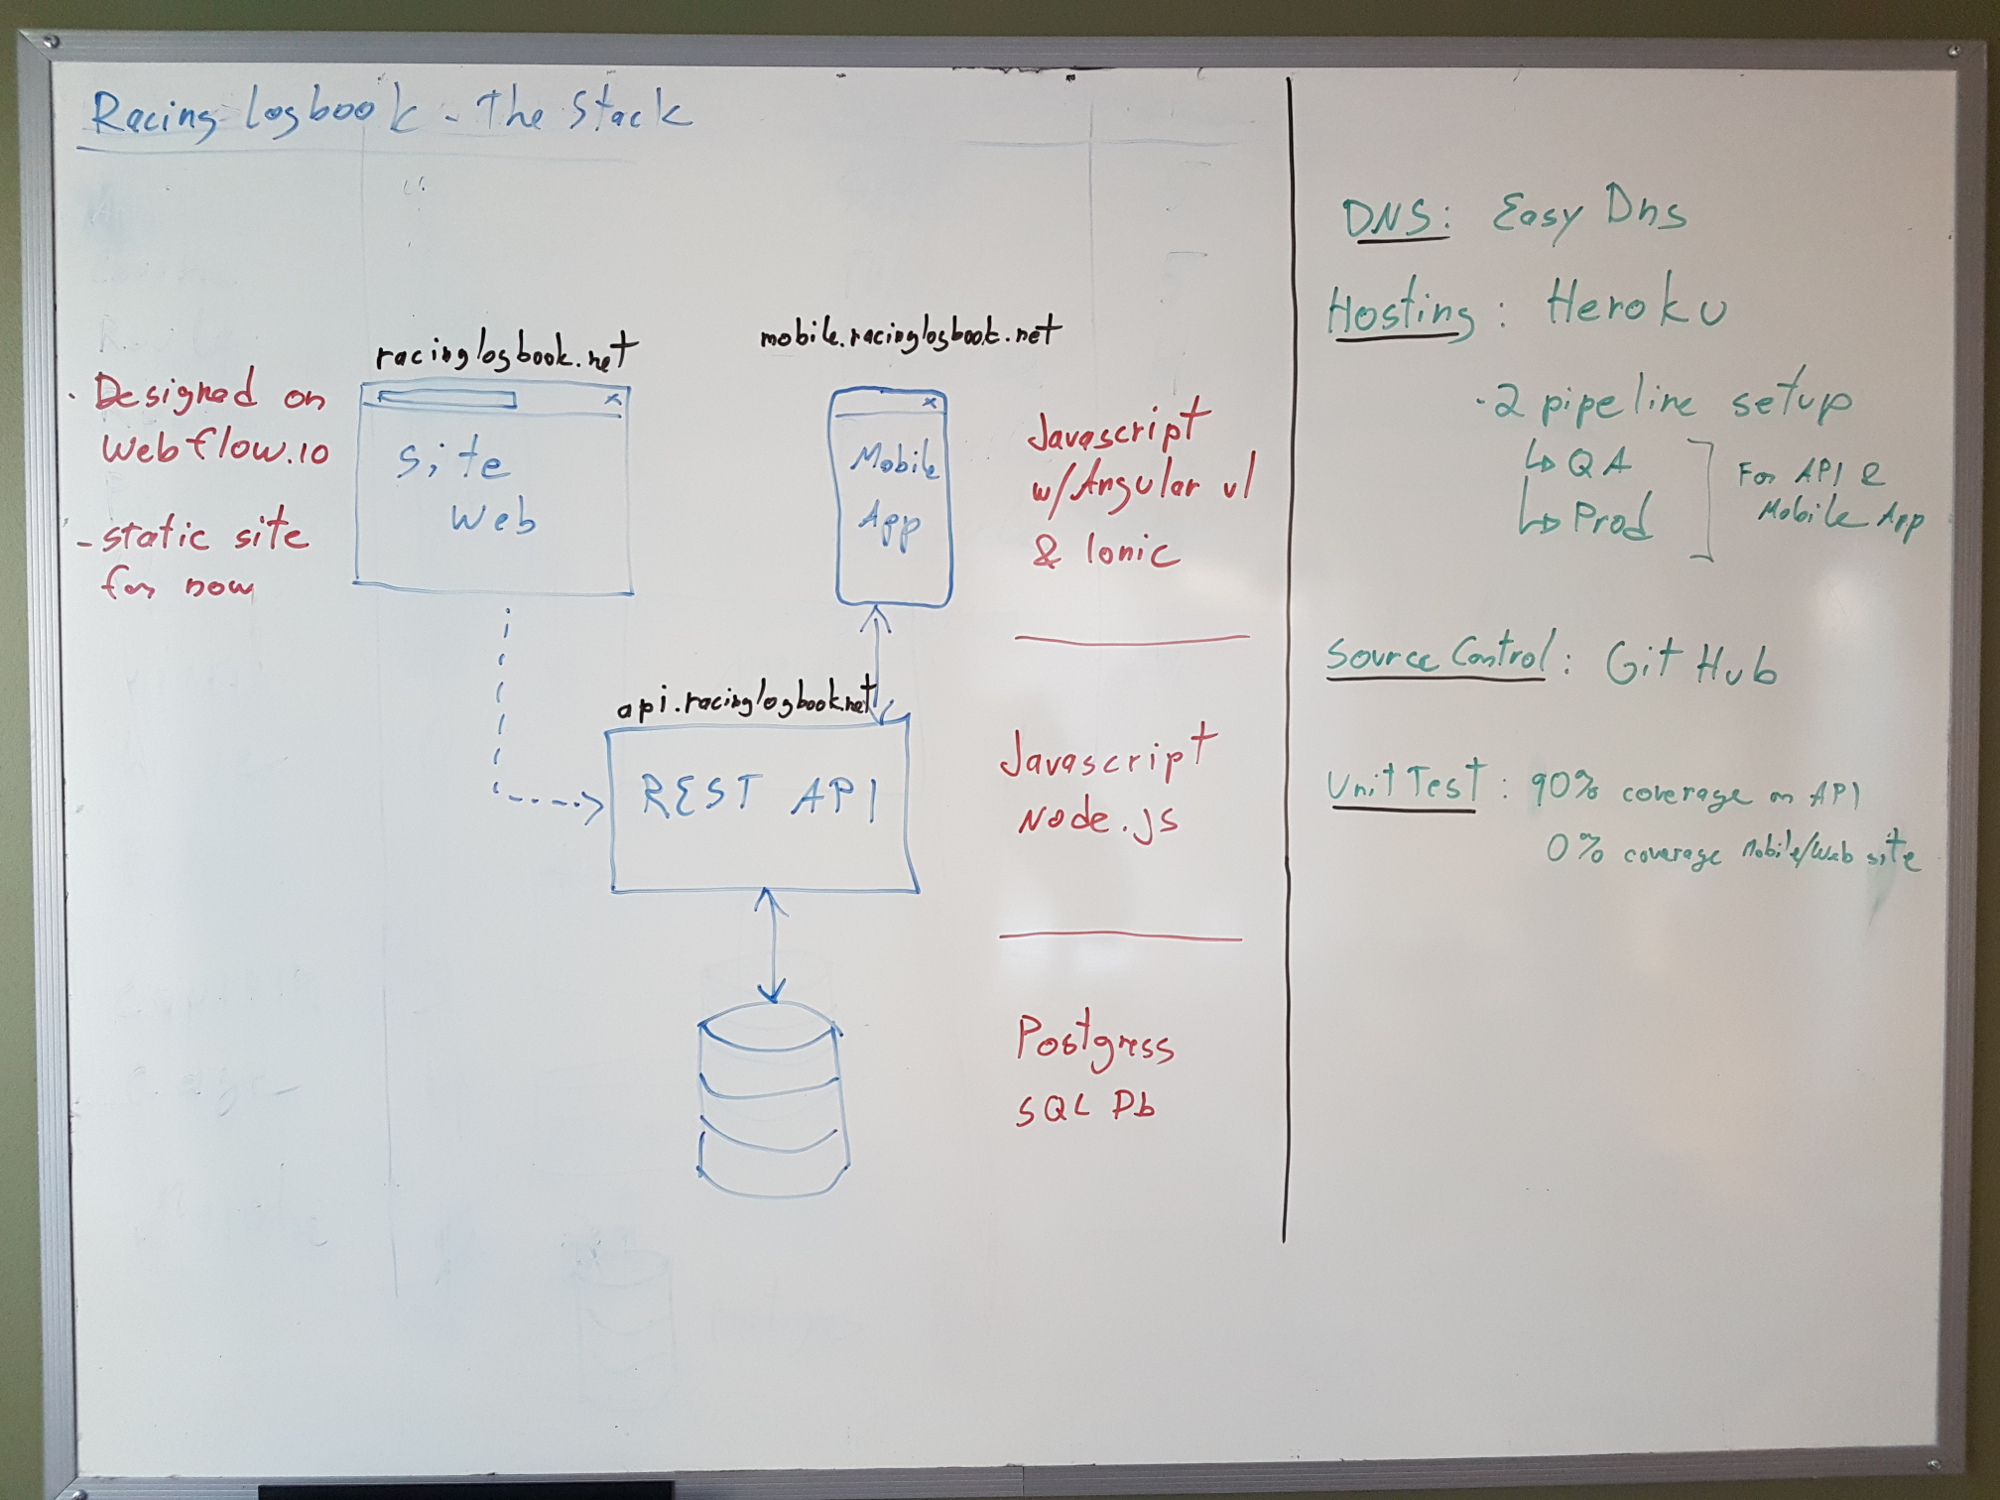 Racing logbook - The Stack
racinglogbook.net
• Designed on
Webflow.io
- static site
for now
site
web
mobile.racinglogbook.net
Mobile
App
Javascript
w/Angular v1
& Ionic
api.racinglogbook.net
REST API
Javascript
Node.js
Postgress
SQL Db
DNS: Easy Dns
Hosting: Heroku
- 2 pipeline setup
↳ QA
↳ Prod
For API &
Mobile App
Source Control: GitHub
Unit Test: 90% coverage on API
0% coverage Mobile/Web site